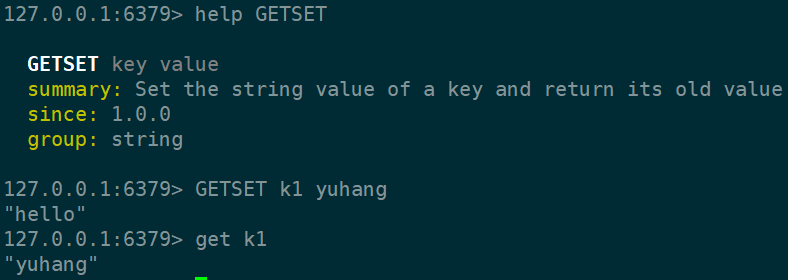 127.0.0.1:6379> help GETSET
GETSET key value
summary: Set the string value of a key and return its old value
since: 1.0.0
group: string
127.0.0.1:6379> GETSET k1 yuhang
"hello"
127.0.0.1:6379> get k1
"yuhang"